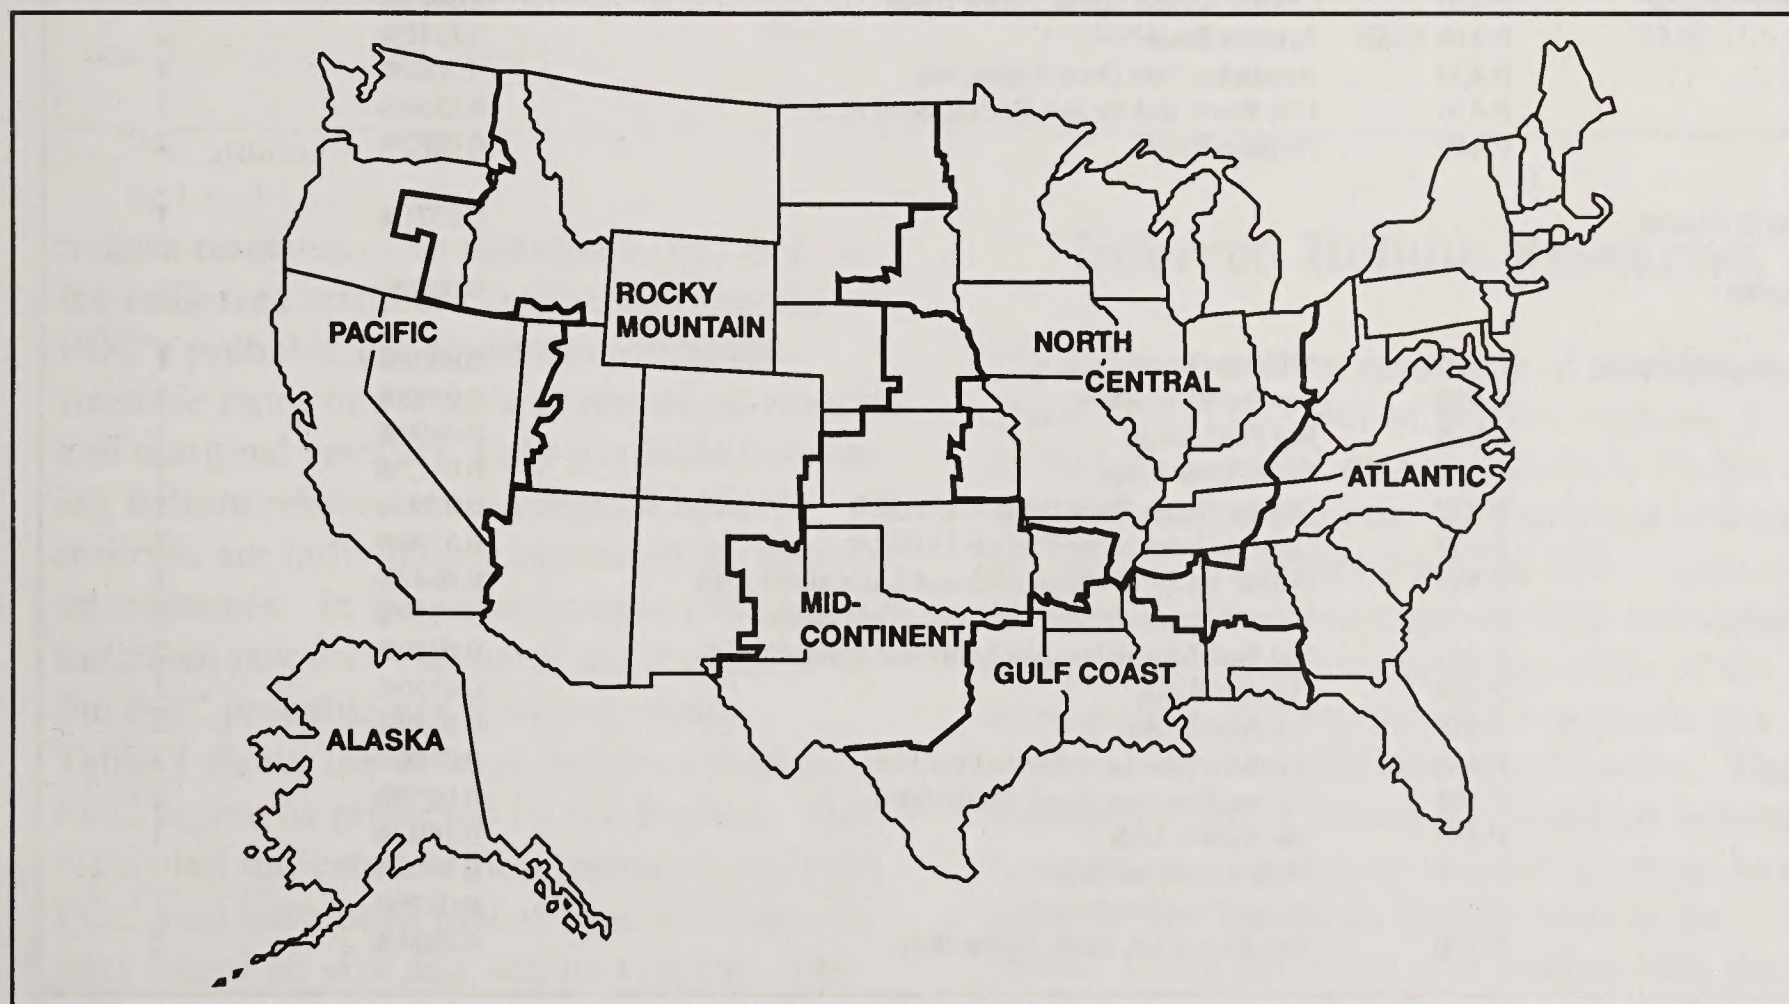 PACIFIC
ROCKY
MOUNTAIN
NORTH
CENTRAL
ATLANTIC
MID-
CONTINENT
GULF COAST
ALASKA